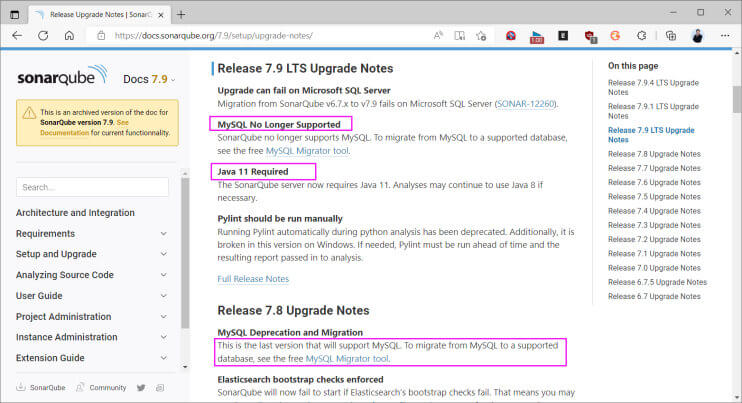 Release Upgrade Notes | SonarQub
https://docs.sonarqube.org/7.9/setup/upgrade-notes/
1.00
1
sonarqube
Docs 7.9
This is an archived version of the doc for
SonarQube version 7.9. See
Documentation for current functionnality.
Search...
Architecture and Integration
Requirements
Setup and Upgrade
Analyzing Source Code
User Guide
Project Administration
Instance Administration
Extension Guide
SonarQube
Community
Release 7.9 LTS Upgrade Notes
Upgrade can fail on Microsoft SQL Server
Migration from SonarQube v6.7.x to v7.9 fails on Microsoft SQL Server (SONAR-12260).
MySQL No Longer Supported
SonarQube no longer supports MySQL. To migrate from MySQL to a supported database,
see the free MySQL Migrator tool.
Java 11 Required
The SonarQube server now requires Java 11. Analyses may continue to use Java 8 if
necessary.
Pylint should be run manually
Running Pylint automatically during python analysis has been deprecated. Additionally, it is
broken in this version on Windows. If needed, Pylint must be run ahead of time and the
resulting report passed in to analysis.
Full Release Notes
Release 7.8 Upgrade Notes
MySQL Deprecation and Migration
This is the last version that will support MySQL. To migrate from MySQL to a supported
database, see the free MySQL Migrator tool.
Elasticsearch bootstrap checks enforced
SonarQube will now fail to start if Elasticsearch's bootstrap checks fail. That means you may
On this page
Release 7.9.4 LTS Upgrade
Notes
Release 7.9.1 LTS Upgrade
Notes
Release 7.9 LTS Upgrade
Notes
Release 7.8 Upgrade Notes
Release 7.7 Upgrade Notes
Release 7.6 Upgrade Notes
Release 7.5 Upgrade Notes
Release 7.4 Upgrade Notes
Release 7.3 Upgrade Notes
Release 7.2 Upgrade Notes
Release 7.1 Upgrade Notes
Release 7.0 Upgrade Notes
Release 6.7.5 Upgrade Notes
Release 6.7 Upgrade Notes